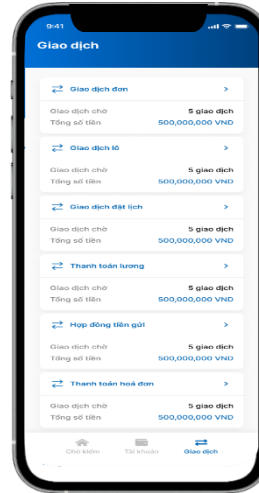 9:41
Giao dịch
Giao dịch đơn >
Giao dịch chờ 5 giao dịch
Tổng số tiền 500,000,000 VND
Giao dịch lô >
Giao dịch chờ 5 giao dịch
Tổng số tiền 500,000,000 VND
Giao dịch đặt lịch >
Giao dịch chờ 5 giao dịch
Tổng số tiền 500,000,000 VND
Thanh toán lương >
Giao dịch chờ 5 giao dịch
Tổng số tiền 500,000,000 VND
Hợp đồng tiền gửi >
Giao dịch chờ 5 giao dịch
Tổng số tiền 500,000,000 VND
Thanh toán hoá đơn >
Giao dịch chờ 5 giao dịch
Tổng số tiền 500,000,000 VND
Chờ kiểm Tài khoản Giao dịch